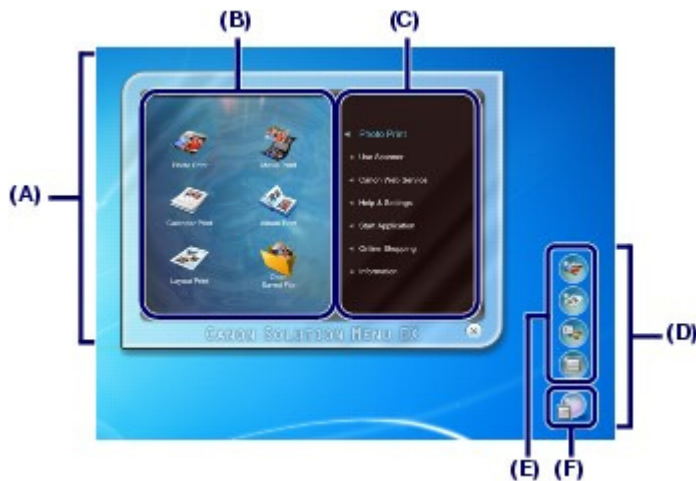 (B)
(C)
(A)
Photo Print
Movie Print
Calendar Print
Album Print
Layout Print
Open
Saved File
Photo Print
Use Scanner
Canon Web Service
Help & Settings
Start Application
Online Shopping
Information
CANON SOLUTION MENU EX
(D)
(E)
(F)